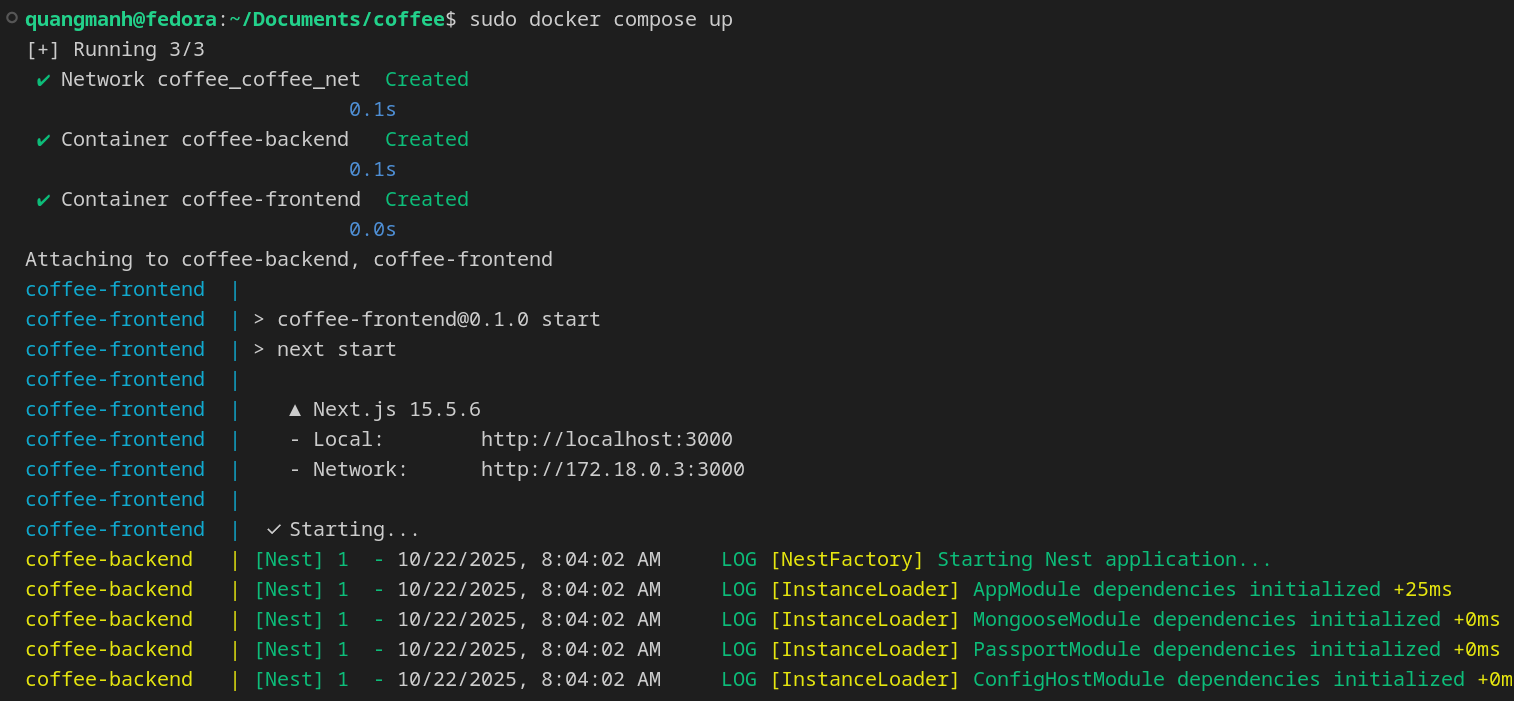 quangmanh@fedora:~/Documents/coffee$ sudo docker compose up
[+] Running 3/3
✔ Network coffee_coffee_net  Created
0.1s
✔ Container coffee-backend   Created
0.1s
✔ Container coffee-frontend  Created
0.0s
Attaching to coffee-backend, coffee-frontend
coffee-frontend  |
coffee-frontend  | > coffee-frontend@0.1.0 start
coffee-frontend  | > next start
coffee-frontend  |
coffee-frontend  |    ▲ Next.js 15.5.6
coffee-frontend  |    - Local:        http://localhost:3000
coffee-frontend  |    - Network:      http://172.18.0.3:3000
coffee-frontend  |
coffee-frontend  |  ✓ Starting...
coffee-backend   | [Nest] 1  - 10/22/2025, 8:04:02 AM     LOG [NestFactory] Starting Nest application...
coffee-backend   | [Nest] 1  - 10/22/2025, 8:04:02 AM     LOG [InstanceLoader] AppModule dependencies initialized +25ms
coffee-backend   | [Nest] 1  - 10/22/2025, 8:04:02 AM     LOG [InstanceLoader] MongooseModule dependencies initialized +0ms
coffee-backend   | [Nest] 1  - 10/22/2025, 8:04:02 AM     LOG [InstanceLoader] PassportModule dependencies initialized +0ms
coffee-backend   | [Nest] 1  - 10/22/2025, 8:04:02 AM     LOG [InstanceLoader] ConfigHostModule dependencies initialized +0m